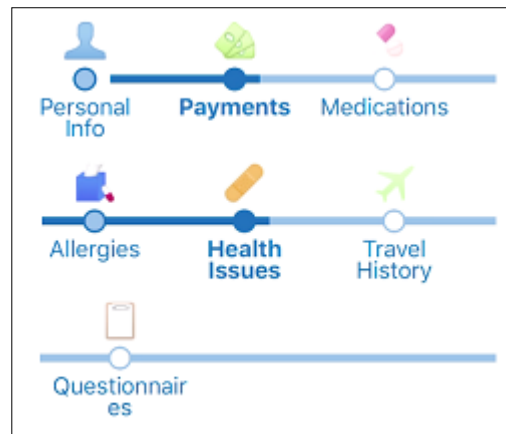 Personal Payments Medications
Info
Allergies Health Travel
Issues History
Questionnair
es